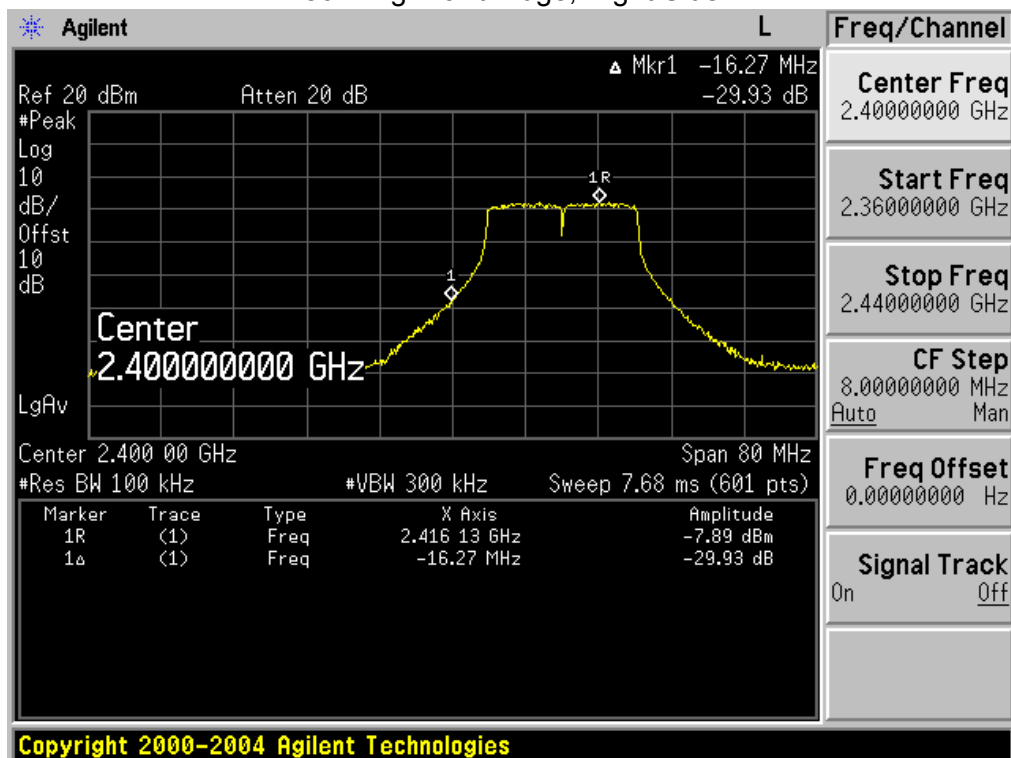 Agilent L Freq/Channel
Δ Mkr1 -16.27 MHz
Ref 20 dBm Atten 20 dB -29.93 dB
#Peak
Log
10
dB/
Offst
10
dB
1R
1
Center
2.400000000 GHz
LgAv
Center 2.400 00 GHz Span 80 MHz
#Res BW 100 kHz #VBW 300 kHz Sweep 7.68 ms (601 pts)
Marker Trace Type X Axis Amplitude
1R (1) Freq 2.416 13 GHz -7.89 dBm
1Δ (1) Freq -16.27 MHz -29.93 dB
Center Freq
2.40000000 GHz
Start Freq
2.36000000 GHz
Stop Freq
2.44000000 GHz
CF Step
8.00000000 MHz
Auto Man
Freq Offset
0.00000000 Hz
Signal Track
On Off
Copyright 2000-2004 Agilent Technologies